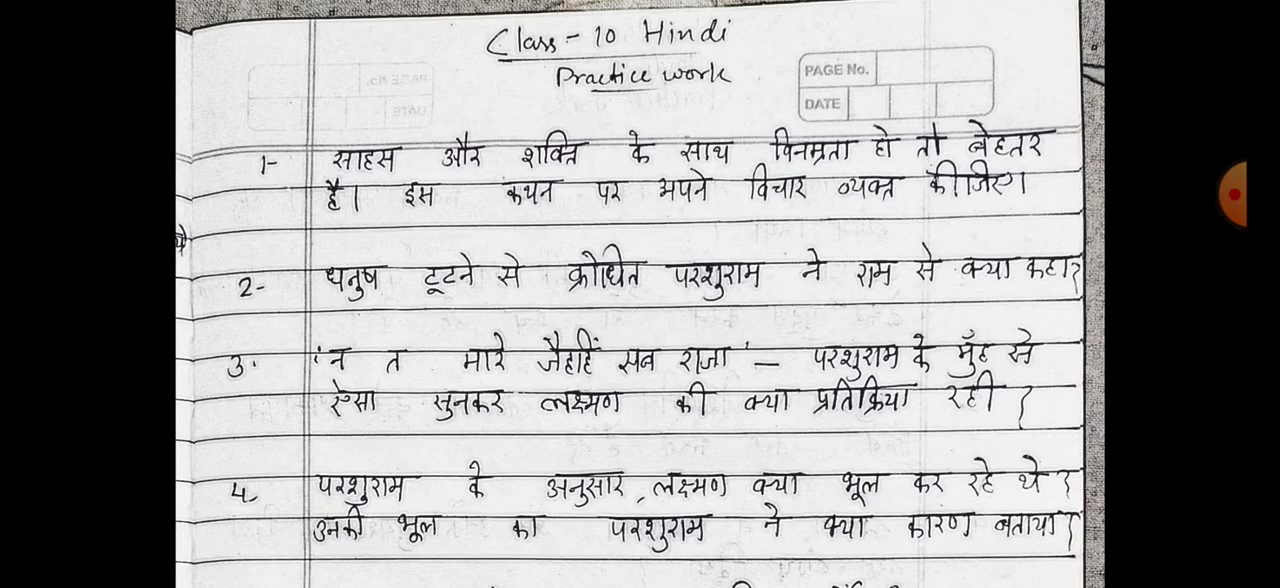 Class - 10 Hindi
Practice work
PAGE No.
DATE
1- साहस और शक्ति के साथ विनम्रता हो तो बेहतर
है। इस कथन पर अपने विचार व्यक्त कीजिए।
2- धनुष टूटने से क्रोधित परशुराम ने राम से क्या कहा?
3. 'न त मारे जैहहिं सब राजा' – परशुराम के मुँह से
ऐसा सुनकर लक्ष्मण की क्या प्रतिक्रिया रही ?
4- परशुराम के अनुसार, लक्ष्मण क्या भूल कर रहे थे ?
उनकी भूल का परशुराम ने क्या कारण बताया ?